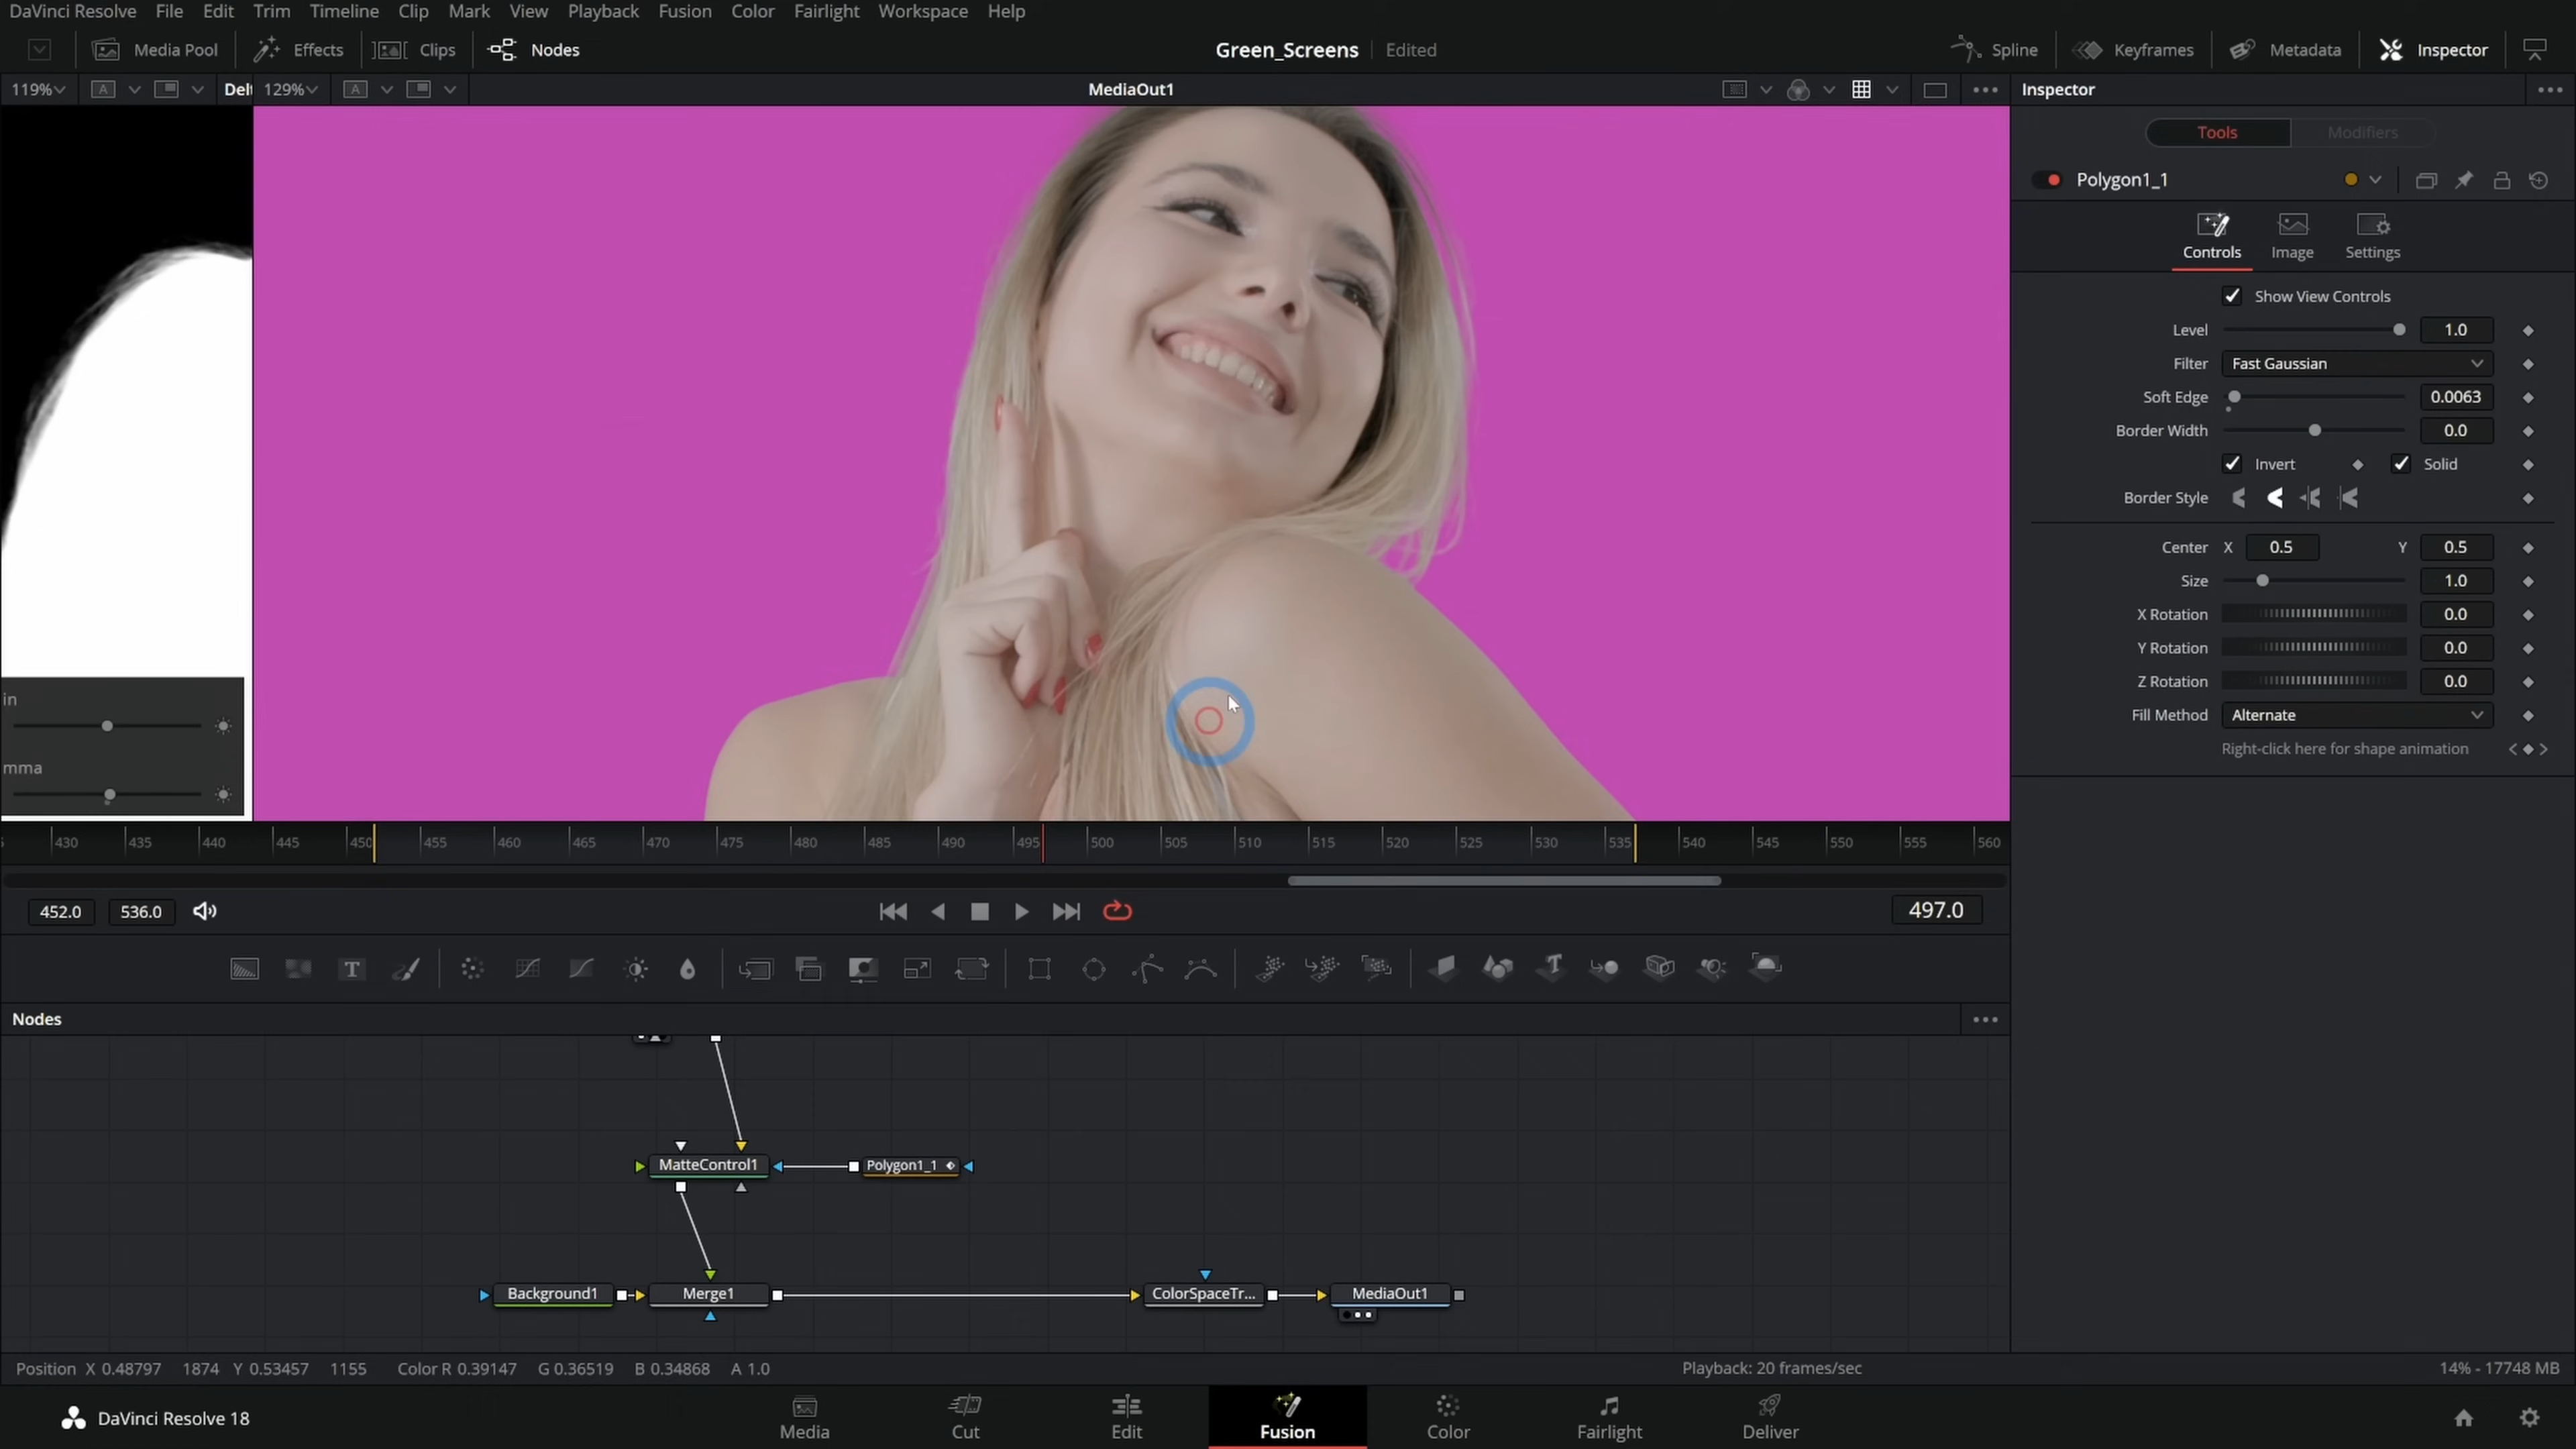 DaVinci Resolve File Edit Trim Timeline Clip Mark View Playback Fusion Color Fairlight Workspace Help
Media Pool Effects Clips Nodes Green_Screens Edited Spline Keyframes Metadata Inspector
119% A Delt 129% A MediaOut1 Inspector
Tools Modifiers
Polygon1_1
Controls Image Settings
Show View Controls
Level 1.0
Filter Fast Gaussian
Soft Edge 0.0063
Border Width 0.0
Invert Solid
Border Style
Center X 0.5 Y 0.5
Size 1.0
X Rotation 0.0
Y Rotation 0.0
Z Rotation 0.0
Fill Method Alternate
Right-click here for shape animation
in
mma
430 435 440 445 450 455 460 465 470 475 480 485 490 495 500 505 510 515 520 525 530 535 540 545 550 555 560
452.0 536.0 497.0
T
Nodes
MatteControl1 Polygon1_1
Background1 Merge1 ColorSpaceTr... MediaOut1
Position X 0.48797 1874 Y 0.53457 1155 Color R 0.39147 G 0.36519 B 0.34868 A 1.0 Playback: 20 frames/sec 14% - 17748 MB
DaVinci Resolve 18 Media Cut Edit Fusion Color Fairlight Deliver